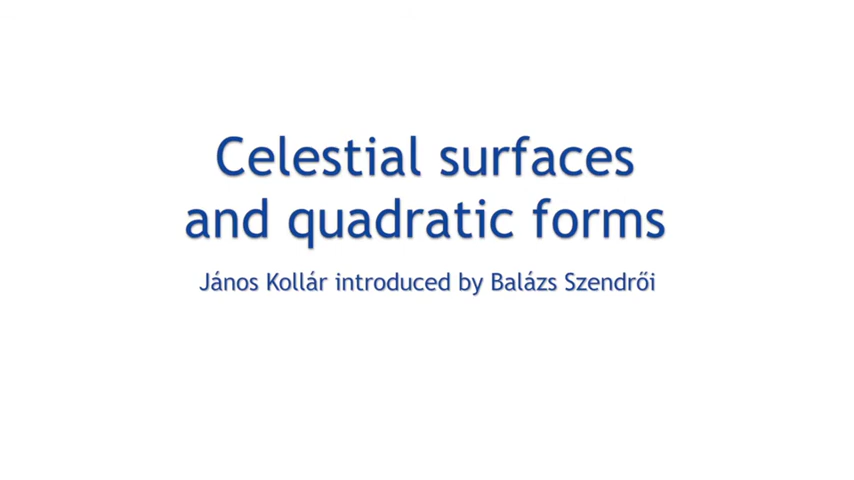 Celestial surfaces
and quadratic forms
János Kollár introduced by Balázs Szendrői